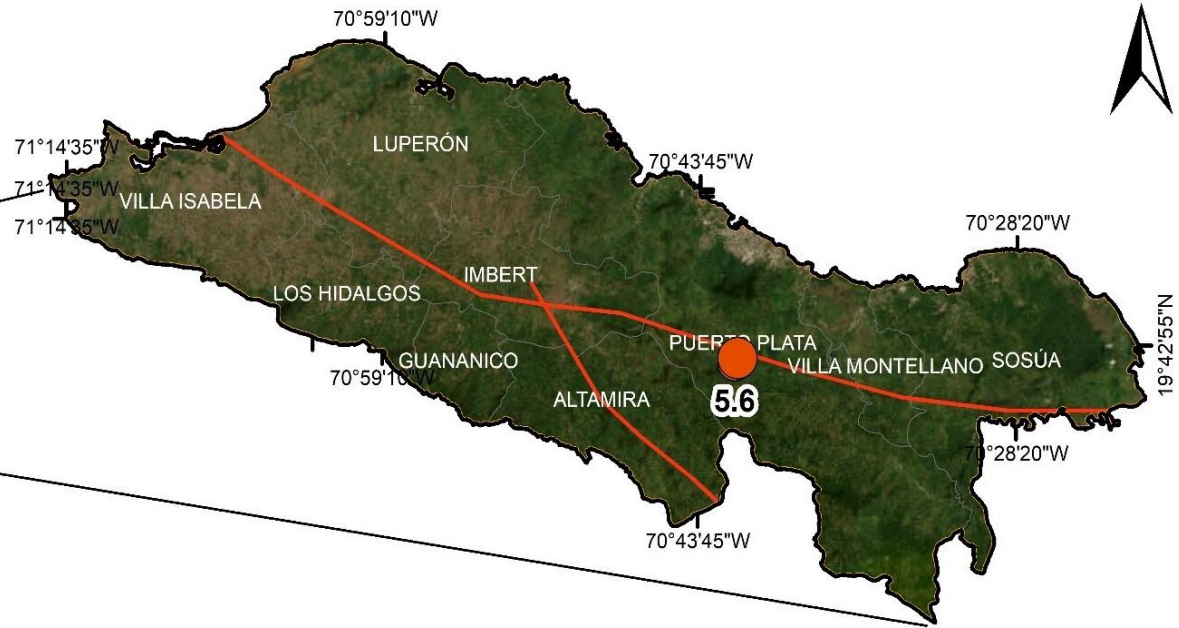 70°59'10"W
LUPERÓN
71°14'35"W
70°43'45"W
71°14'35"W
VILLA ISABELA
71°14'35"W
70°28'20"W
IMBERT
LOS HIDALGOS
19°42'55"N
PUERTO PLATA
GUANANICO
VILLA MONTELLANO
SOSÚA
70°59'10"W
ALTAMIRA
5.6
70°28'20"W
70°43'45"W